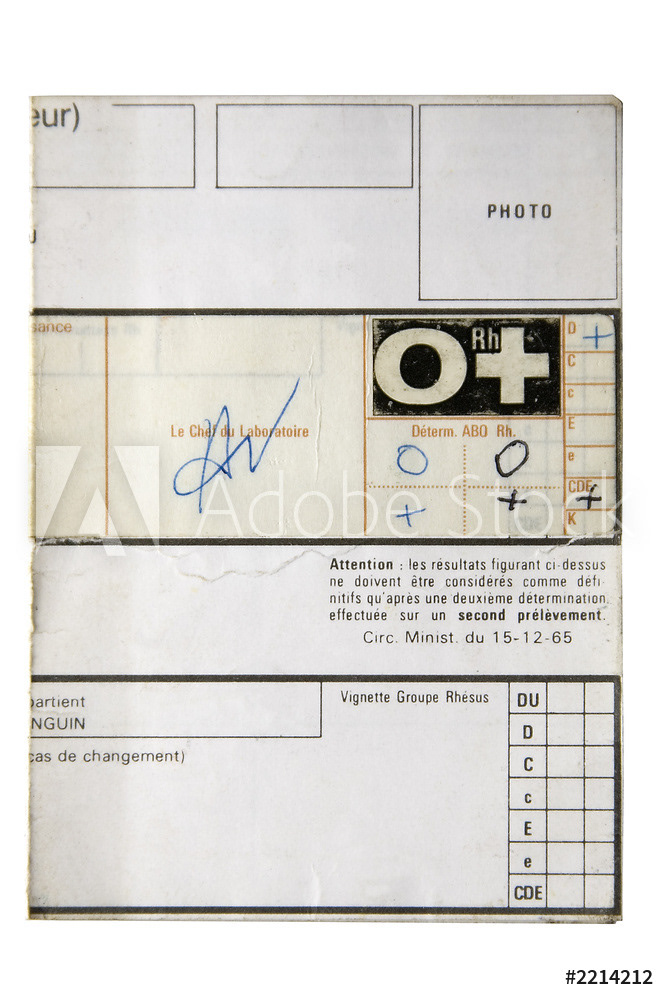 eur)
PHOTO
sance
O Rh +
D +
C
c
Le Chef du Laboratoire
Déterm. ABO Rh.
E
O O
e
+ +
CDE +
K
Adobe Stock
Attention : les résultats figurant ci-dessus
ne doivent être considérés comme défi-
nitifs qu'après une deuxième détermination
effectuée sur un second prélèvement.
Circ. Minist. du 15-12-65
partient
NGUIN
cas de changement)
Vignette Groupe Rhésus
DU
D
C
c
E
e
CDE
#2214212